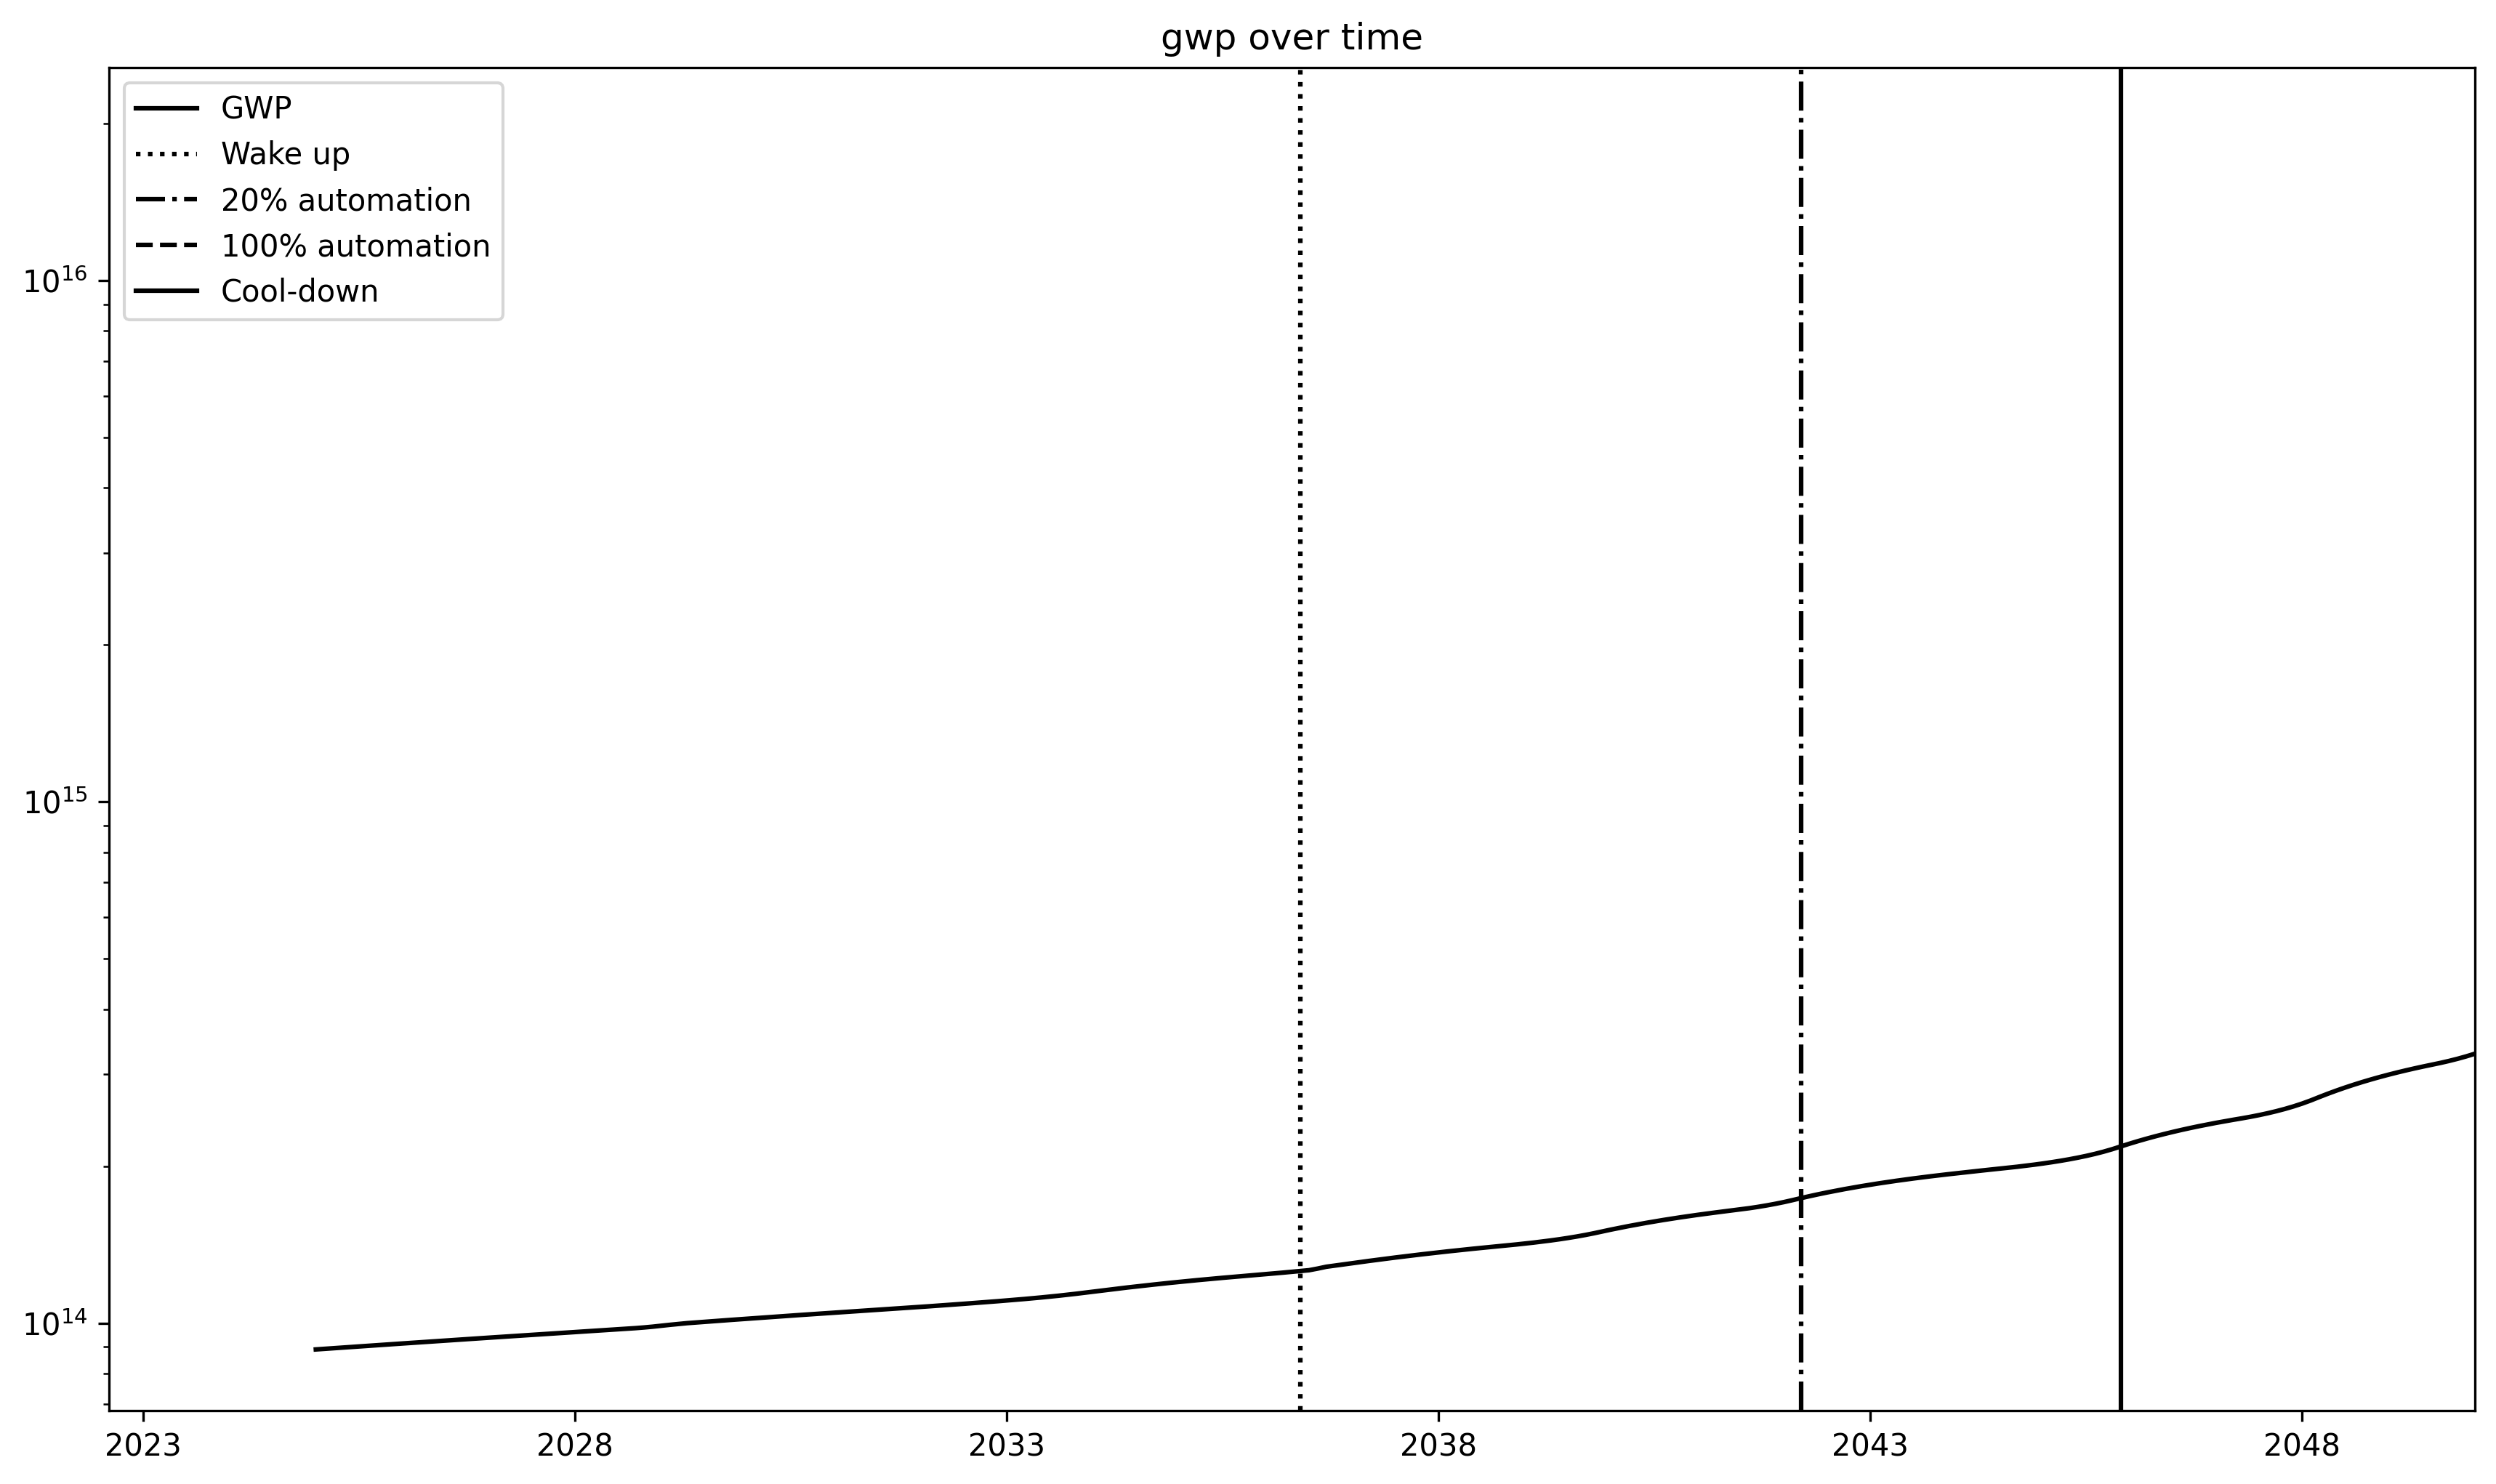 gwp over time
GWP
Wake up
20% automation
100% automation
Cool-down
10^16
10^15
10^14
2023 2028 2033 2038 2043 2048